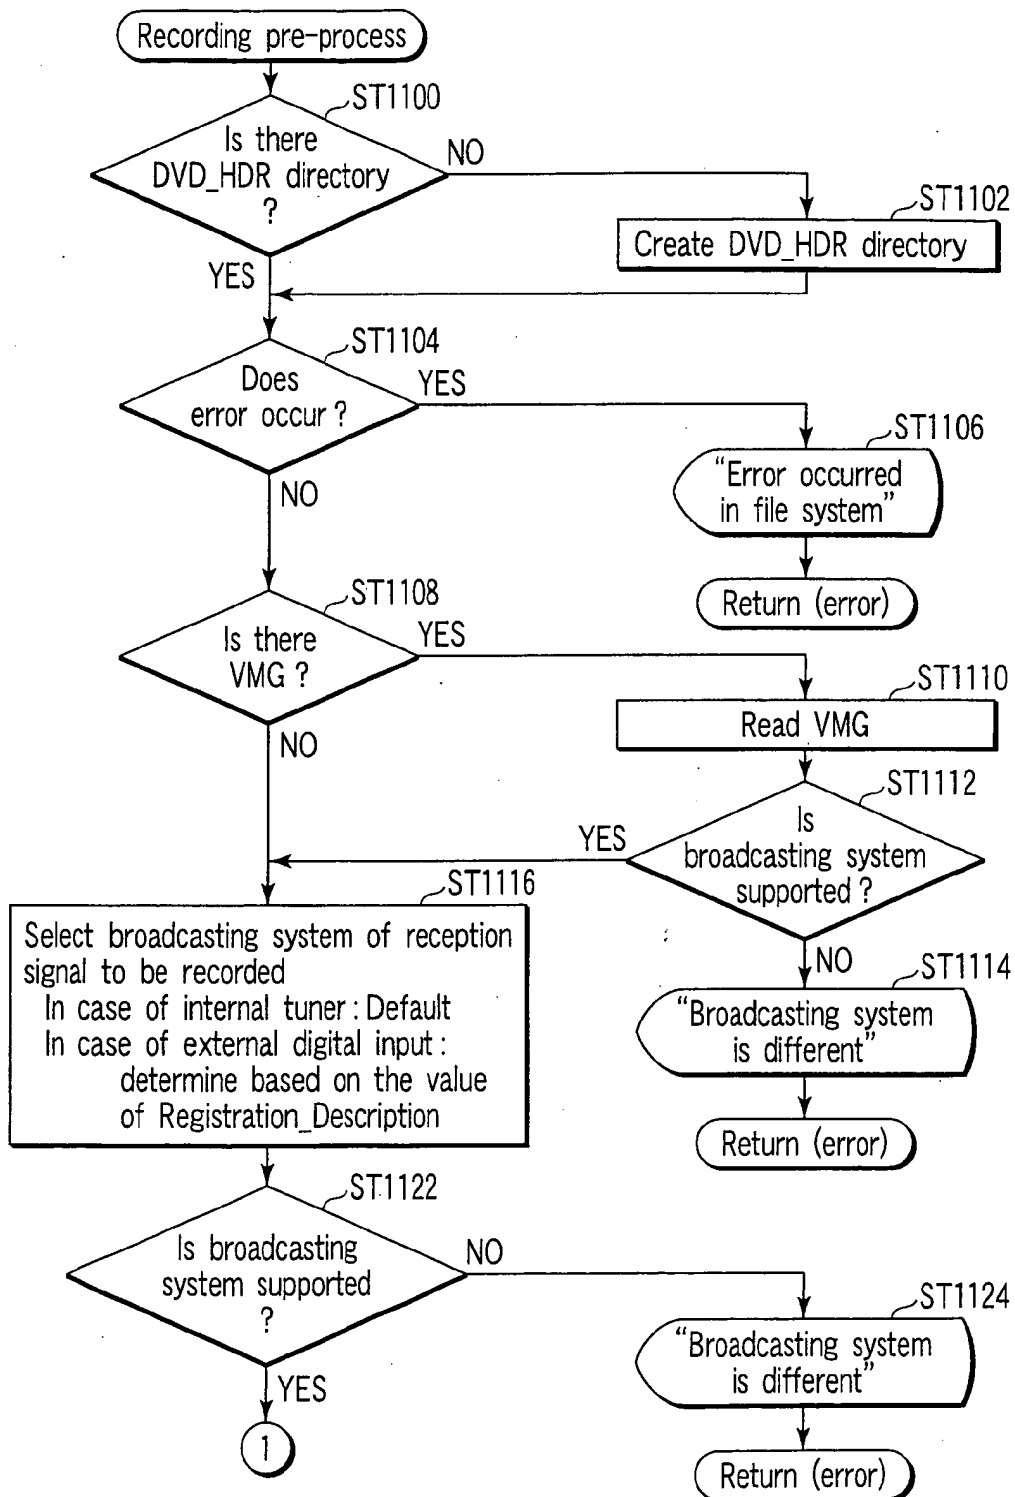 Recording pre-process
ST1100
Is there
DVD_HDR directory
?
NO
ST1102
Create DVD_HDR directory
YES
ST1104
Does
error occur ?
YES
ST1106
“Error occurred
in file system”
NO
Return (error)
ST1108
Is there
VMG ?
YES
ST1110
Read VMG
NO
ST1112
Is
broadcasting system
supported ?
YES
ST1116
Select broadcasting system of reception
signal to be recorded
In case of internal tuner : Default
In case of external digital input :
determine based on the value
of Registration_Description
NO
ST1114
“Broadcasting system
is different”
Return (error)
ST1122
Is broadcasting
system supported
?
NO
ST1124
“Broadcasting system
is different”
YES
1
Return (error)